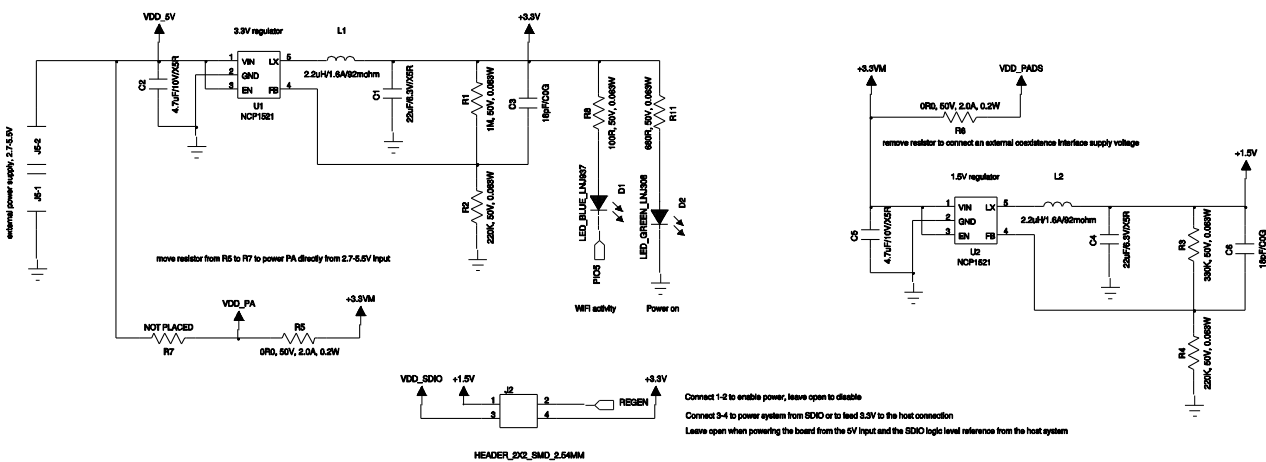 VDD_5V
3.3V regulator
L1
+3.3V
1 VIN LX 5
2 GND
3 EN FB 4
U1
NCP1521
2.2uH/1.6A/92mohm
C2
4.7uF/10V/X5R
C1
22uF/6.3V/X5R
R1
1M, 50V, 0.063W
C3
18pF/C0G
R8
100R, 50V, 0.063W
R11
680R, 50V, 0.063W
external power supply, 2.7-5.5V
J5-2
J5-1
R2
220K, 50V, 0.063W
LED_BLUE_LNJ937
D1
LED_GREEN_LNJ306
D2
PIO5
WiFi activity
Power on
move resistor from R5 to R7 to power PA directly from 2.7-5.5V input
VDD_PA
+3.3VM
NOT PLACED
R7
R5
0R0, 50V, 2.0A, 0.2W
+3.3VM
VDD_PADS
0R0, 50V, 2.0A, 0.2W
R6
remove resistor to connect an external coexistence interface supply voltage
+1.5V
1.5V regulator
L2
1 VIN LX 5
2 GND
3 EN FB 4
U2
NCP1521
2.2uH/1.6A/92mohm
C5
4.7uF/10V/X5R
C4
22uF/6.3V/X5R
R3
330K, 50V, 0.063W
C6
18pF/C0G
R4
220K, 50V, 0.063W
VDD_SDIO
+1.5V
J2
+3.3V
1 2
REGEN
3 4
HEADER_2X2_SMD_2.54MM
Connect 1-2 to enable power, leave open to disable
Connect 3-4 to power system from SDIO or to feed 3.3V to the host connection
Leave open when powering the board from the 5V input and the SDIO logic level reference from the host system